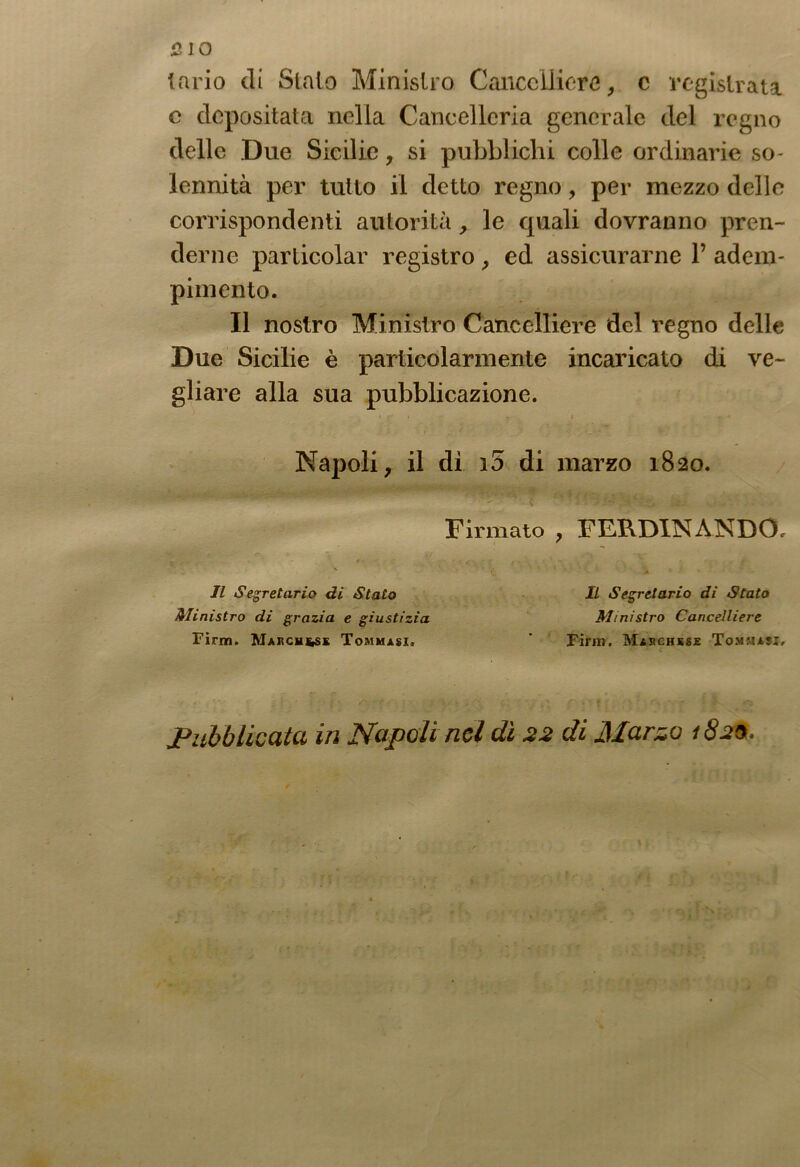 210
tario di Stato Ministro Cancelliere, e registrata
e depositata nella Cancelleria generale del regno
delle Due Sicilie, si pubblichi colle ordinarie so-
lennità per tutto il detto regno, per mezzo delle
corrispondenti autorità, le quali dovranno pren-
derne particolar registro, ed assicurarne l' adem-
pimento.
Il nostro Ministro Cancelliere del regno delle
Due Sicilie è particolarmente incaricato di ve-
gliare alla sua pubblicazione.
Napoli, il dì 15 di marzo 1820.
Firmato, FERDINANDO.
Il Segretario di Stato
Ministro di grazia e giustizia
Firm. MARCHESE TOMMASI.
Il Segretario di Stato
Ministro Cancelliere
Firm. MARCHESE TOMMASI.
Pubblicata in Napoli nel dì 22 di Marzo 1820.